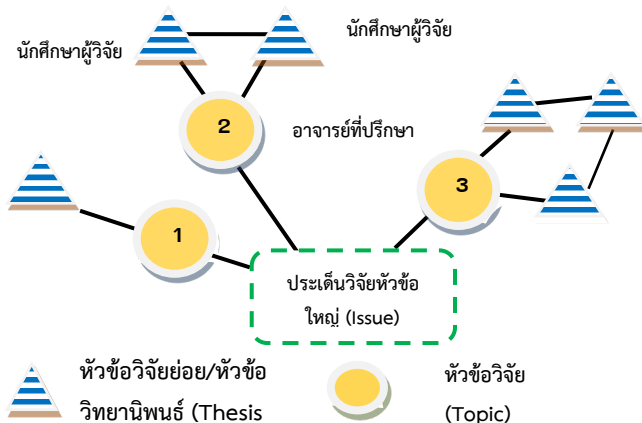 นักศึกษาผู้วิจัย
นักศึกษาผู้วิจัย
2
อาจารย์ที่ปรึกษา
3
1
ประเด็นวิจัยหัวข้อ
ใหญ่ (Issue)
หัวข้อวิจัยย่อย/หัวข้อ
วิทยานิพนธ์ (Thesis
หัวข้อวิจัย
(Topic)